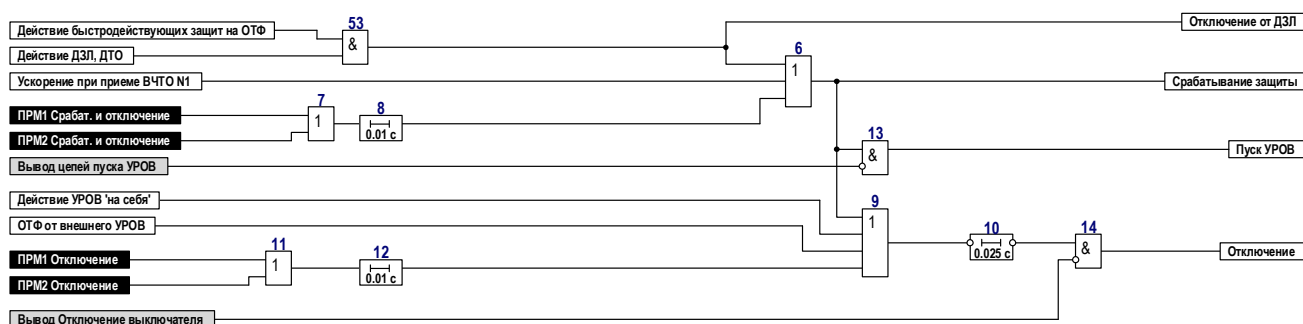 53
Действие быстродействующих защит на ОТФ
&
Отключение от ДЗЛ
Действие ДЗЛ, ДТО
6
Ускорение при приеме ВЧТО N1
1
Срабатывание защиты
7
8
ПРМ1 Срабат. и отключение
1
0.01 с
ПРМ2 Срабат. и отключение
13
Вывод цепей пуска УРОВ
&
Пуск УРОВ
Действие УРОВ 'на себя'
9
ОТФ от внешнего УРОВ
1
10
14
11
12
0.025 с
&
Отключение
ПРМ1 Отключение
1
0.01 с
ПРМ2 Отключение
Вывод Отключение выключателя